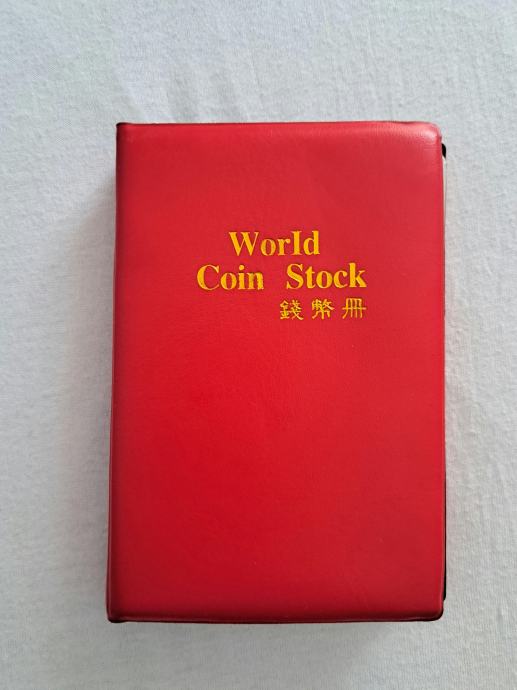 World
Coin Stock
錢幣冊